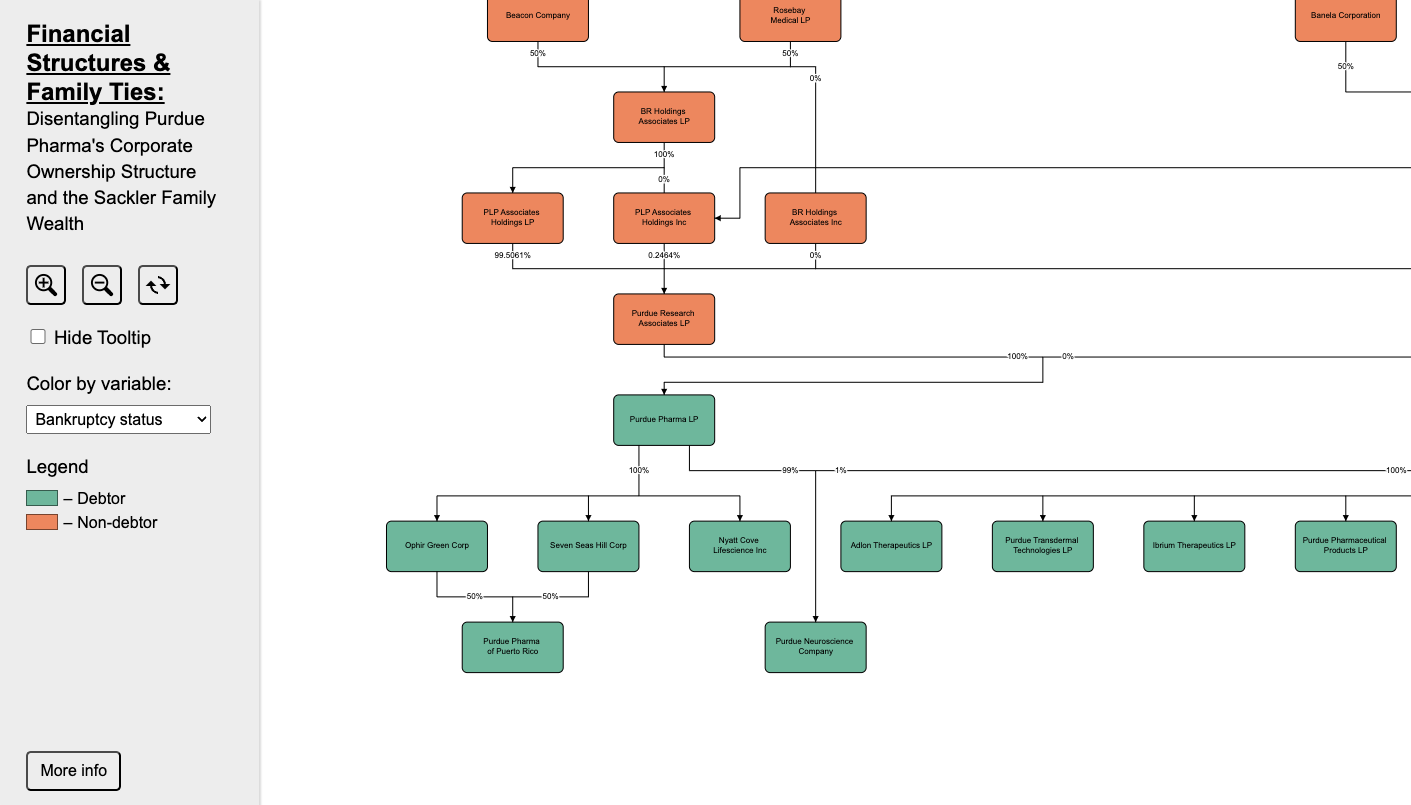 Financial
Structures &
Family Ties:
Disentangling Purdue
Pharma's Corporate
Ownership Structure
and the Sackler Family
Wealth
Hide Tooltip
Color by variable:
Bankruptcy status
Legend
– Debtor
– Non-debtor
More info
Beacon Company
Rosebay
Medical LP
Banela Corporation
50%
50%
50%
0%
BR Holdings
Associates LP
100%
0%
PLP Associates
Holdings LP
PLP Associates
Holdings Inc
BR Holdings
Associates Inc
99.5061%
0.2464%
0%
Purdue Research
Associates LP
100%
0%
Purdue Pharma LP
100%
99%
1%
100%
Ophir Green Corp
Seven Seas Hill Corp
Nyatt Cove
Lifescience Inc
Adlon Therapeutics LP
Purdue Transdermal
Technologies LP
Ibrium Therapeutics LP
Purdue Pharmaceutical
Products LP
50%
50%
Purdue Pharma
of Puerto Rico
Purdue Neuroscience
Company